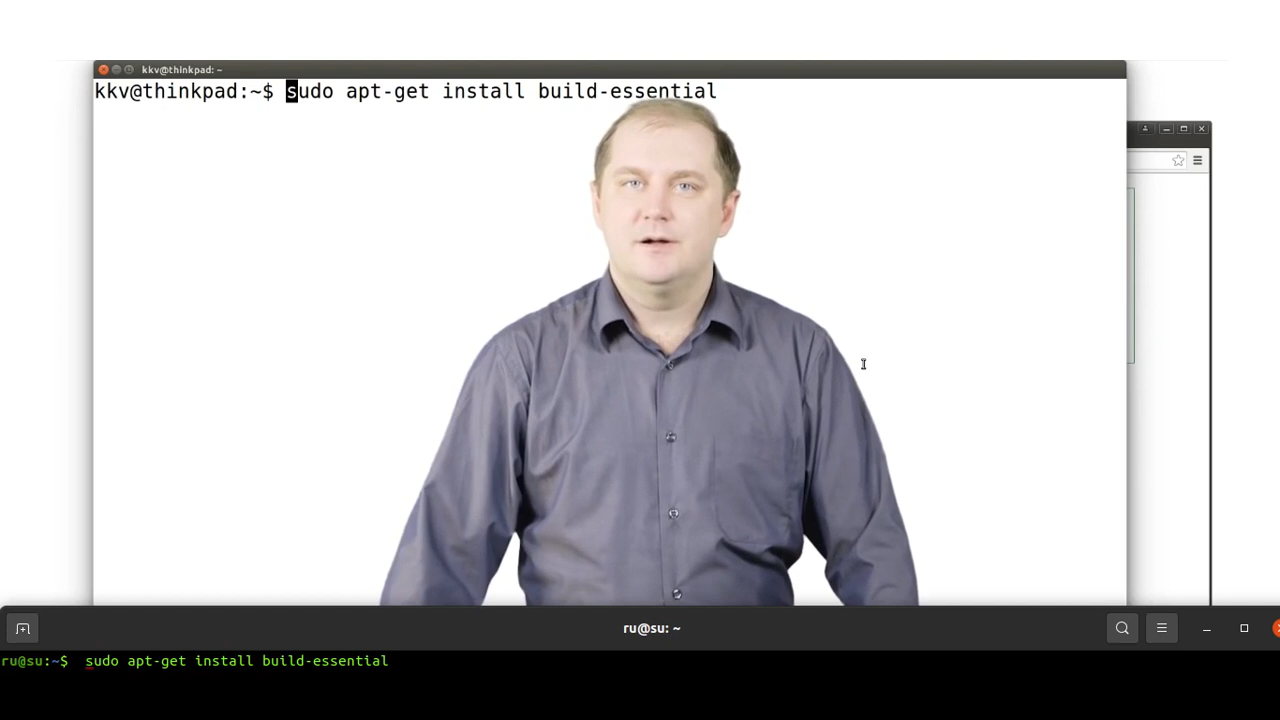 kkv@thinkpad: ~
kkv@thinkpad:~$ sudo apt-get install build-essential
ru@su: ~
ru@su:~$ sudo apt-get install build-essential